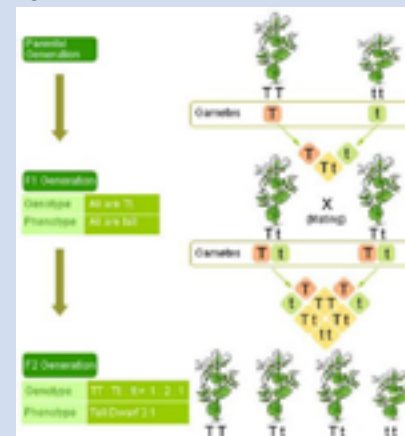 Parental
Generation
TT tt
Gametes T t
T t
Tt
F1 Generation
Genotype All are Tt
Phenotype All are tall
X
(Mating)
Tt Tt
Gametes T t T t
T T
t TT t
Tt Tt
tt
F2 Generation
Genotype TT : Tt : tt = 1 : 2 : 1
Phenotype Tall:Dwarf 3:1
TT Tt Tt tt